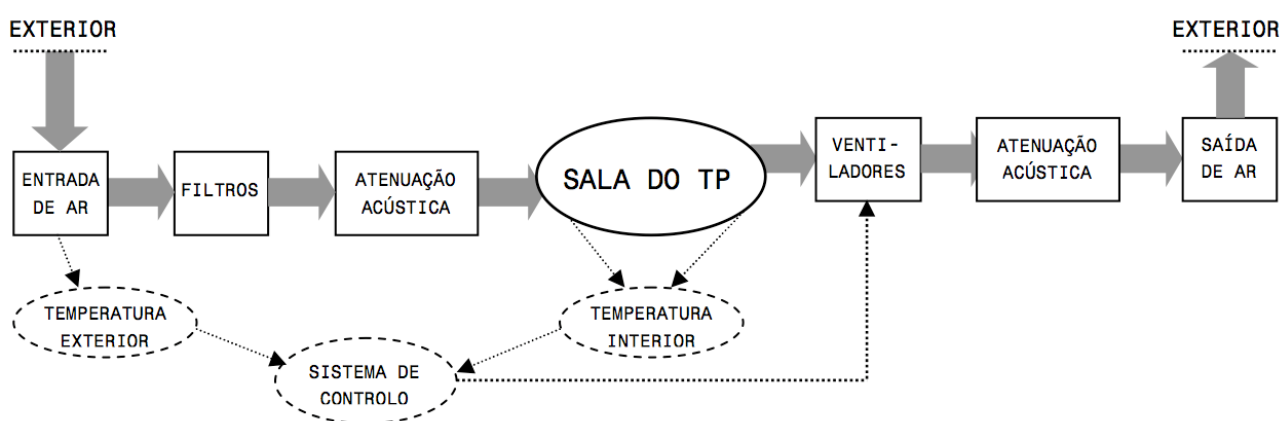 EXTERIOR
EXTERIOR
ENTRADA
DE AR
FILTROS
ATENUAÇÃO
ACÚSTICA
SALA DO TP
VENTI-
LADORES
ATENUAÇÃO
ACÚSTICA
SAÍDA
DE AR
TEMPERATURA
EXTERIOR
TEMPERATURA
INTERIOR
SISTEMA DE
CONTROLO